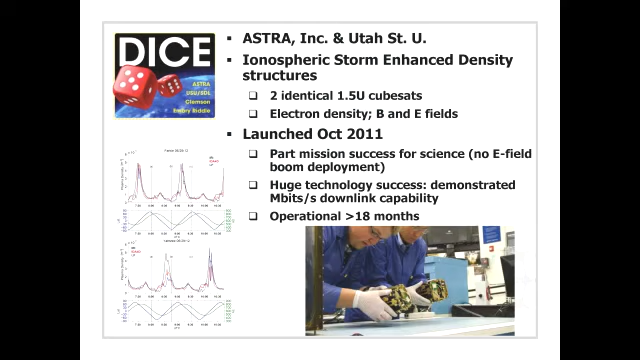 DICE
ASTRA
USU/SDL
Clemson
Embry Riddle
ASTRA, Inc. & Utah St. U.
Ionospheric Storm Enhanced Density
structures
2 identical 1.5U cubesats
Electron density; B and E fields
Launched Oct 2011
Part mission success for science (no E-field
boom deployment)
Huge technology success: demonstrated
Mbits/s downlink capability
Operational >18 months